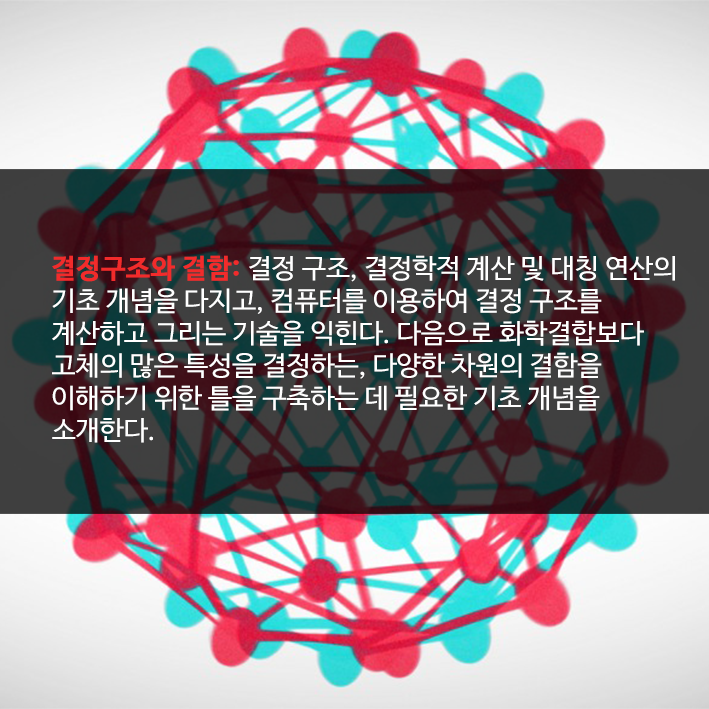 결정구조와 결함: 결정 구조, 결정학적 계산 및 대칭 연산의
기초 개념을 다지고, 컴퓨터를 이용하여 결정 구조를
계산하고 그리는 기술을 익힌다. 다음으로 화학결합보다
고체의 많은 특성을 결정하는, 다양한 차원의 결함을
이해하기 위한 틀을 구축하는 데 필요한 기초 개념을
소개한다.